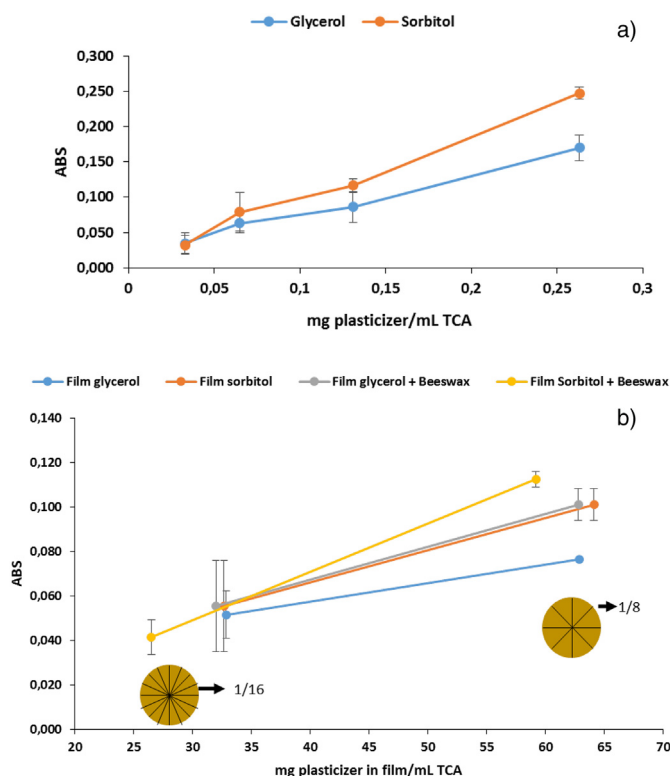 Glycerol Sorbitol
a)
0,300
0,250
0,200
0,150
0,100
0,050
0,000
ABS
0 0,05 0,1 0,15 0,2 0,25 0,3
mg plasticizer/mL TCA
Film glycerol Film sorbitol Film glycerol + Beeswax Film Sorbitol + Beeswax
b)
0,140
0,120
0,100
0,080
0,060
0,040
0,020
0,000
ABS
1/8
1/16
20 25 30 35 40 45 50 55 60 65 70
mg plasticizer in film/mL TCA